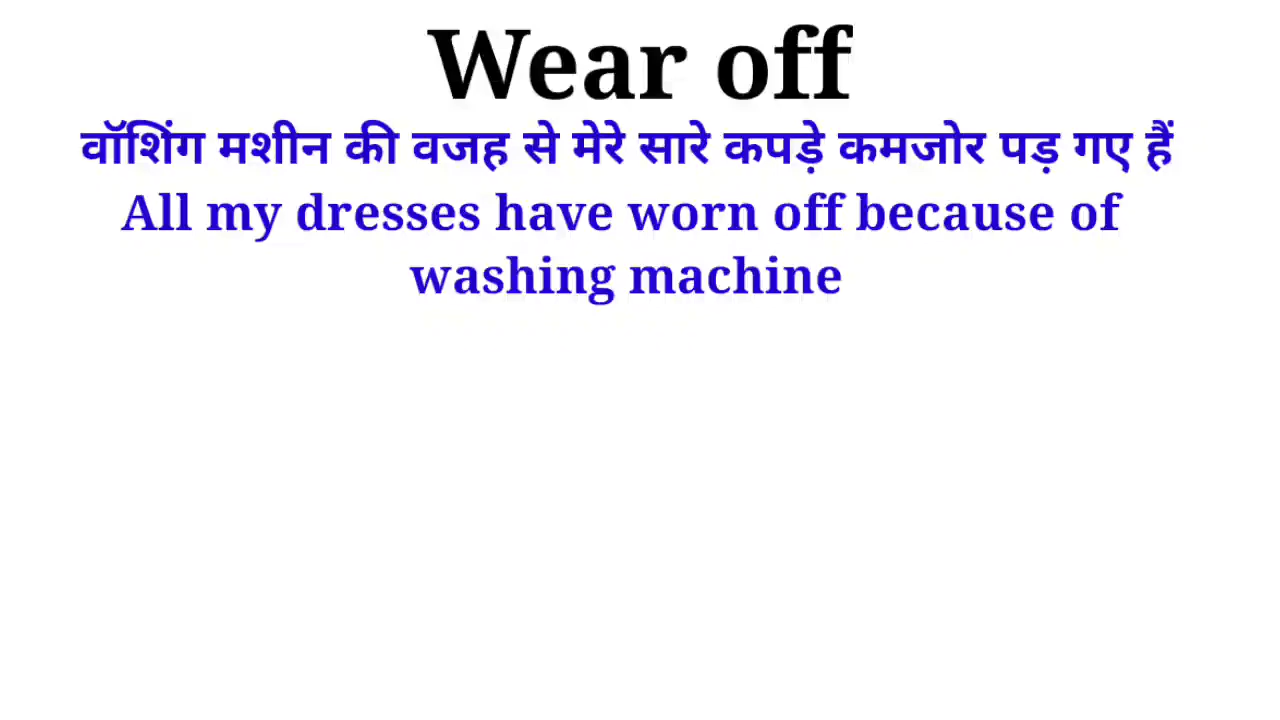 Wear off
वॉशिंग मशीन की वजह से मेरे सारे कपड़े कमजोर पड़ गए हैं
All my dresses have worn off because of
washing machine